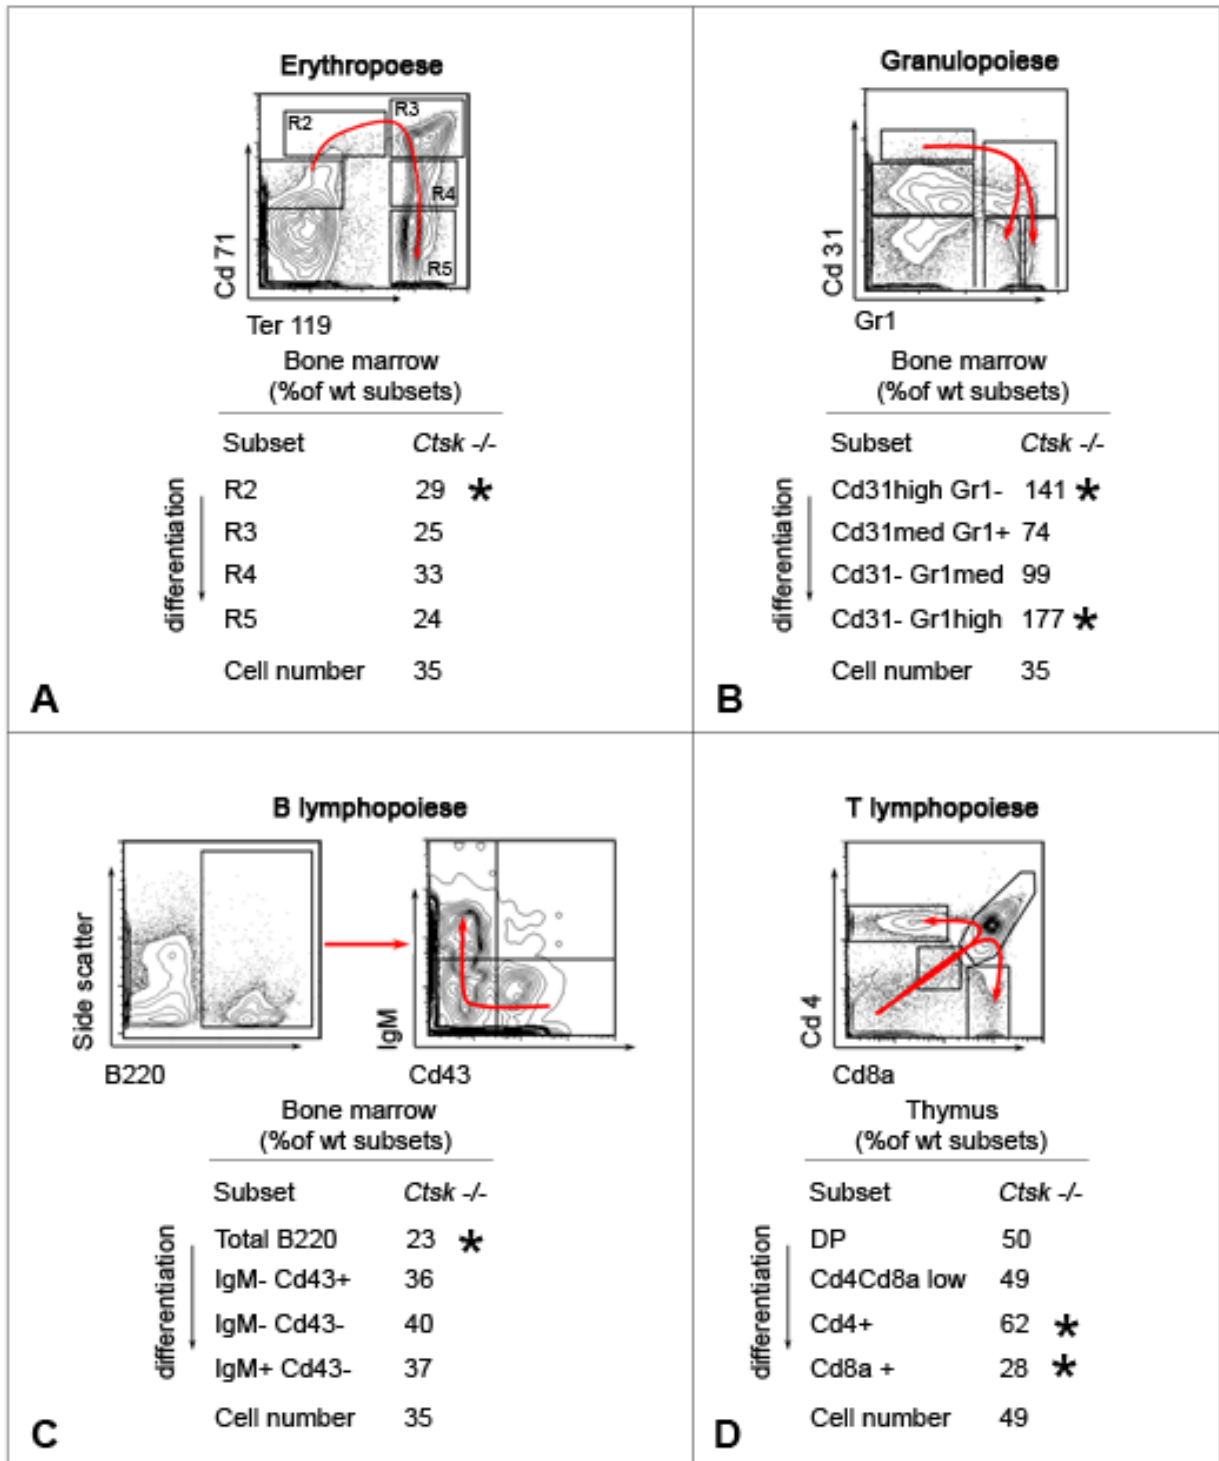 Erythropoese
R2
R3
R4
R5
Cd 71
Ter 119
Bone marrow
(%of wt subsets)
Subset Ctsk -/-
differentiation
R2 29 *
R3 25
R4 33
R5 24
Cell number 35
A
Granulopoiese
Cd 31
Gr1
Bone marrow
(%of wt subsets)
Subset Ctsk -/-
differentiation
Cd31high Gr1- 141 *
Cd31med Gr1+ 74
Cd31- Gr1med 99
Cd31- Gr1high 177 *
Cell number 35
B
B lymphopoiese
Side scatter
B220
IgM
Cd43
Bone marrow
(%of wt subsets)
Subset Ctsk -/-
differentiation
Total B220 23 *
IgM- Cd43+ 36
IgM- Cd43- 40
IgM+ Cd43- 37
Cell number 35
C
T lymphopoiese
Cd 4
Cd8a
Thymus
(%of wt subsets)
Subset Ctsk -/-
differentiation
DP 50
Cd4Cd8a low 49
Cd4+ 62 *
Cd8a + 28 *
Cell number 49
D